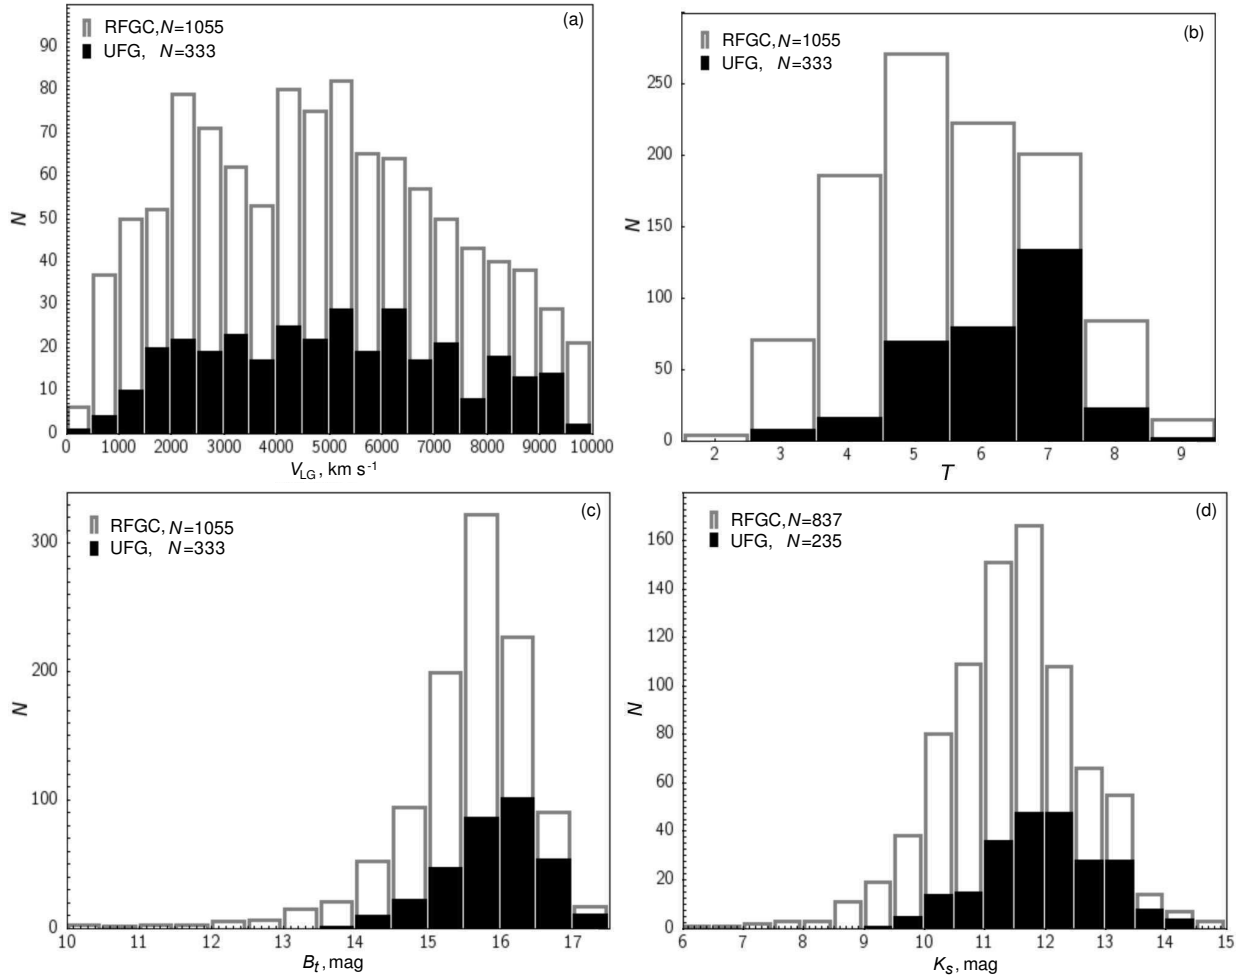 (a)
RFGC, N=1055
UFG, N=333
90
80
70
60
50
40
30
20
10
0
N
0 1000 2000 3000 4000 5000 6000 7000 8000 9000 10000
V_LG, km s⁻¹
(b)
RFGC, N=1055
UFG, N=333
250
200
150
100
50
0
N
2 3 4 5 6 7 8 9
T
(c)
RFGC, N=1055
UFG, N=333
300
200
100
0
N
10 11 12 13 14 15 16 17
B_t, mag
(d)
RFGC, N=837
UFG, N=235
160
140
120
100
80
60
40
20
0
N
6 7 8 9 10 11 12 13 14 15
K_s, mag